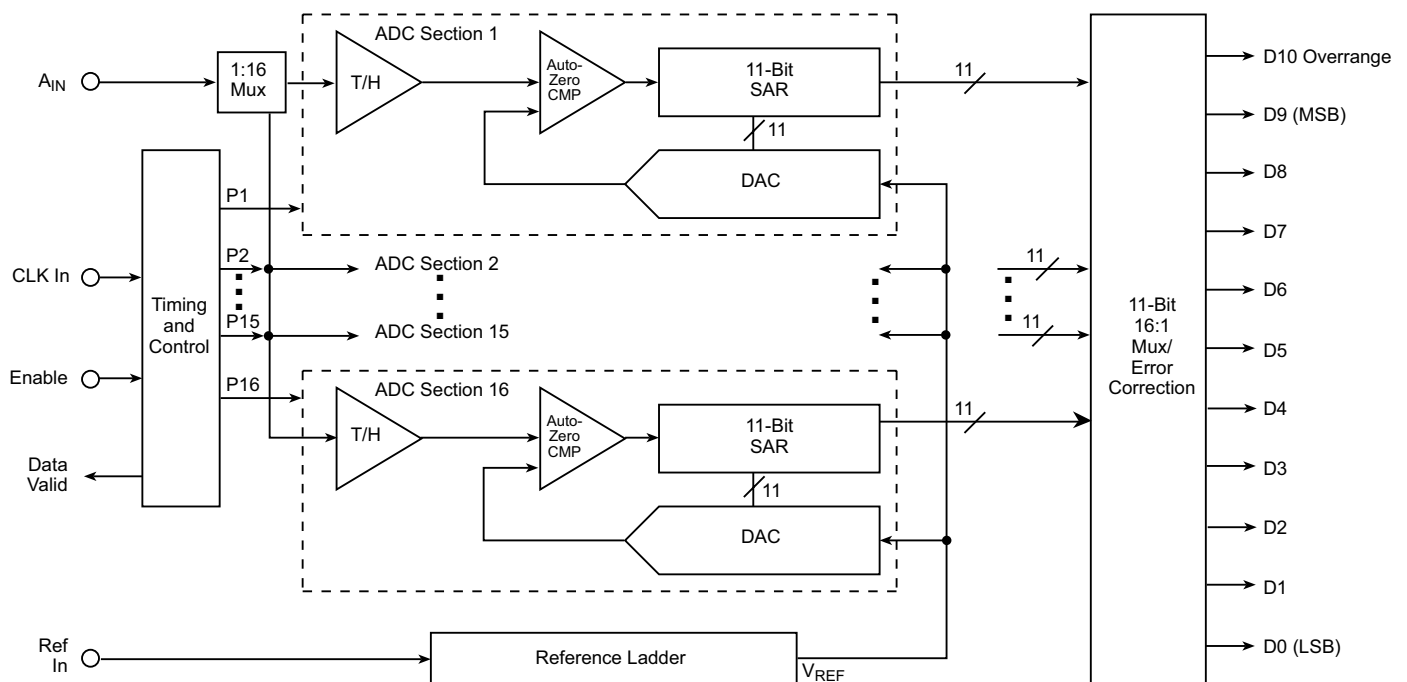 ADC Section 1
A_IN
1:16
Mux
T/H
Auto-
Zero
CMP
11-Bit
SAR
11
11
DAC
D10 Overrange
D9 (MSB)
D8
D7
D6
D5
D4
D3
D2
D1
D0 (LSB)
P1
P2
P15
P16
CLK In
Enable
Data
Valid
Timing
and
Control
ADC Section 2
ADC Section 15
11
11
11-Bit
16:1
Mux/
Error
Correction
ADC Section 16
T/H
Auto-
Zero
CMP
11-Bit
SAR
11
11
DAC
Ref
In
Reference Ladder
V_REF